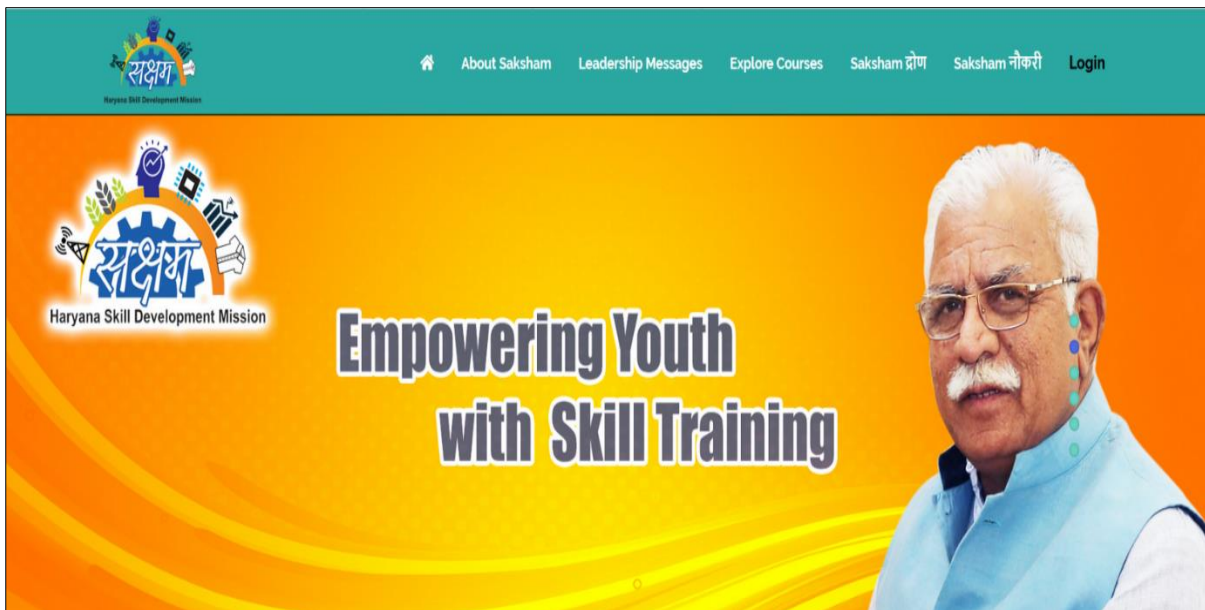 सक्षम
Haryana Skill Development Mission
About Saksham Leadership Messages Explore Courses Saksham द्रोण Saksham नौकरी Login
सक्षम
Haryana Skill Development Mission
Empowering Youth
with Skill Training